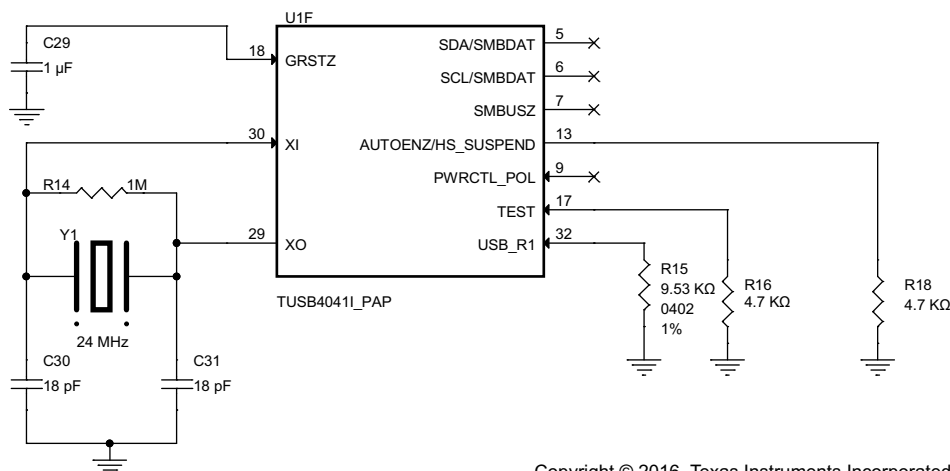 U1F
C29
1 µF
18
GRSTZ
SDA/SMBDAT
5
SCL/SMBDAT
6
SMBUSZ
7
30
XI
AUTOENZ/HS_SUSPEND
13
PWRCTL_POL
9
R14
1M
TEST
17
Y1
29
XO
USB_R1
32
R15
9.53 KΩ
0402
1%
R16
4.7 KΩ
R18
4.7 KΩ
TUSB4041I_PAP
24 MHz
C30
18 pF
C31
18 pF
Copyright © 2016, Texas Instruments Incorporated